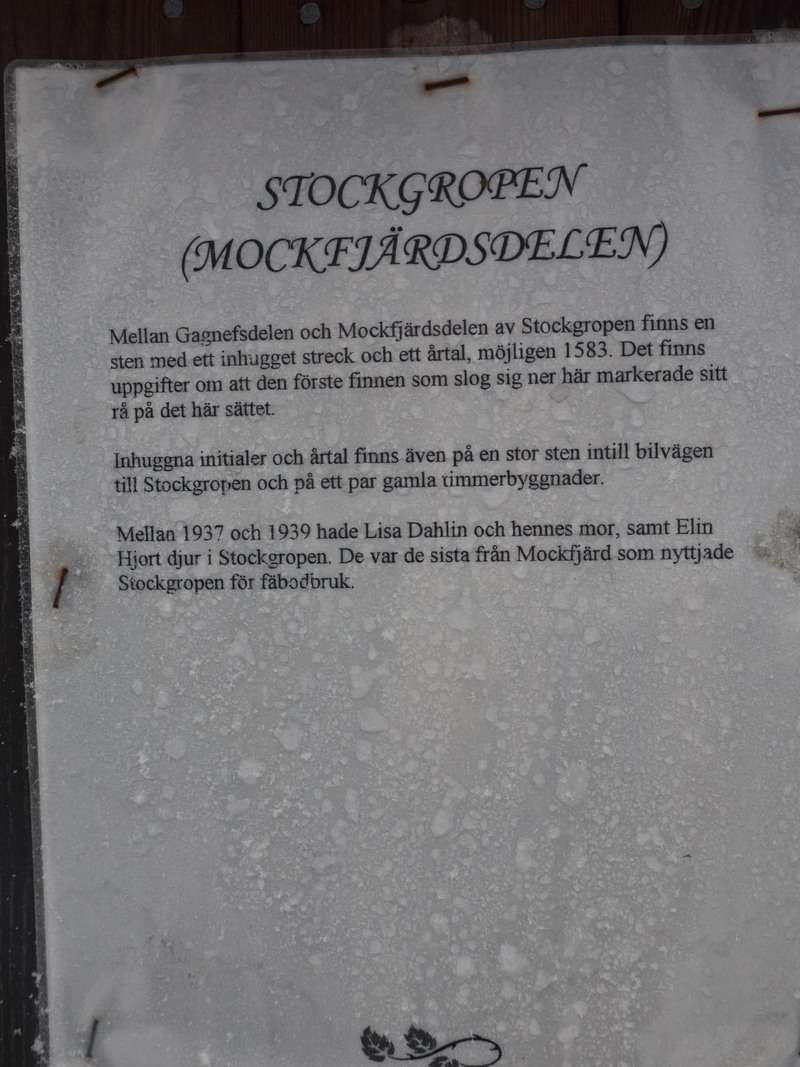 STOCKGROPEN
(MOCKFJÄRDSDELEN)
Mellan Gagnefsdelen och Mockfjärdsdelen av Stockgropen finns en
sten med ett inhugget streck och ett årtal, möjligen 1583. Det finns
uppgifter om att den förste finnen som slog sig ner här markerade sitt
rå på det här sättet.
Inhuggna initialer och årtal finns även på en stor sten intill bilvägen
till Stockgropen och på ett par gamla timmerbyggnader.
Mellan 1937 och 1939 hade Lisa Dahlin och hennes mor, samt Elin
Hjort djur i Stockgropen. De var de sista från Mockfjärd som nyttjade
Stockgropen för fäbodbruk.